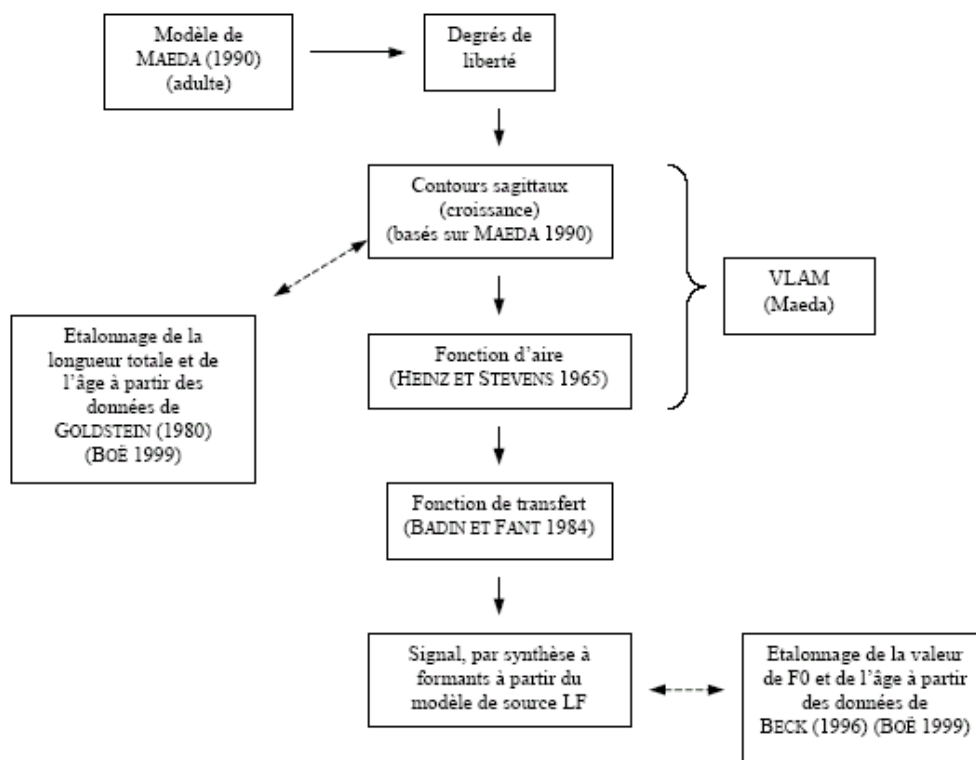 Modèle de
MAEDA (1990)
(adulte)
Degrés de
liberté
Contours sagittaux
(croissance)
(basés sur MAEDA 1990)
VLAM
(Maeda)
Etalonnage de la
longueur totale et de
l'âge à partir des
données de
GOLDSTEIN (1980)
(BOË 1999)
Fonction d'aire
(HEINZ ET STEVENS 1965)
Fonction de transfert
(BADIN ET FANT 1984)
Signal, par synthèse à
formants à partir du
modèle de source LF
Etalonnage de la valeur
de F0 et de l'âge à partir
des données de
BECK (1996) (BOË 1999)